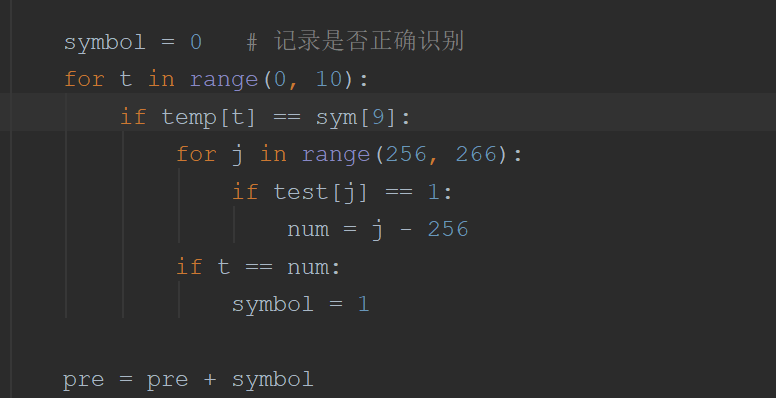 symbol = 0   # 记录是否正确识别
for t in range(0, 10):
    if temp[t] == sym[9]:
        for j in range(256, 266):
            if test[j] == 1:
                num = j - 256
        if t == num:
            symbol = 1

pre = pre + symbol